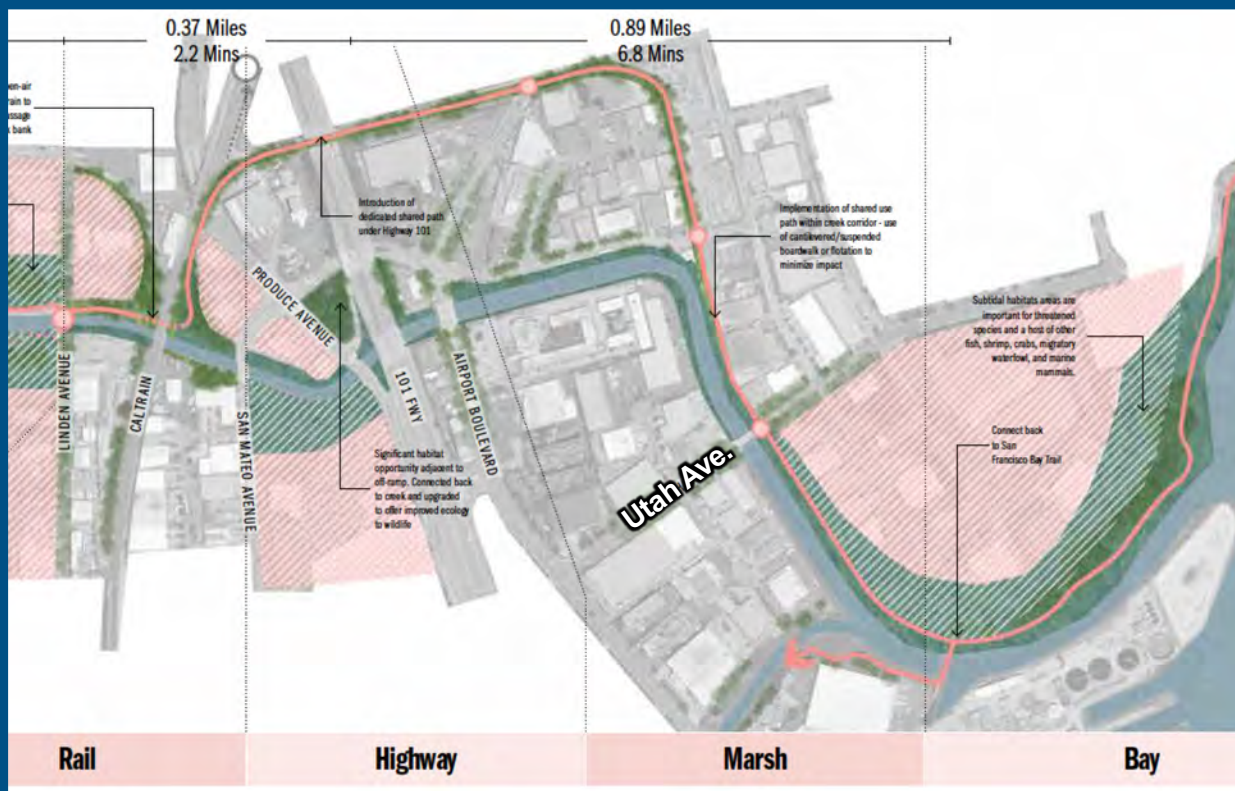 0.37 Miles
2.2 Mins
0.89 Miles
6.8 Mins
rain to
bank
Introduction of
dedicated shared path
under Highway 101
Implementation of shared use
path within creek corridor - use
of cantilevered/suspended
boardwalk or flotation to
minimize impact
Subtidal habitats areas are
important for threatened
species and a host of other
fish, shrimp, crabs, migratory
waterfowl, and marine
mammals.
Connect back
to San
Francisco Bay Trail
Significant habitat
opportunity adjacent to
off-ramp. Connected back
to creek and upgraded
to offer improved ecology
to wildlife
LINDEN AVENUE
CALTRAIN
SAN MATEO AVENUE
PRODUCE AVENUE
101 FWY
AIRPORT BOULEVARD
Utah Ave.
Rail
Highway
Marsh
Bay